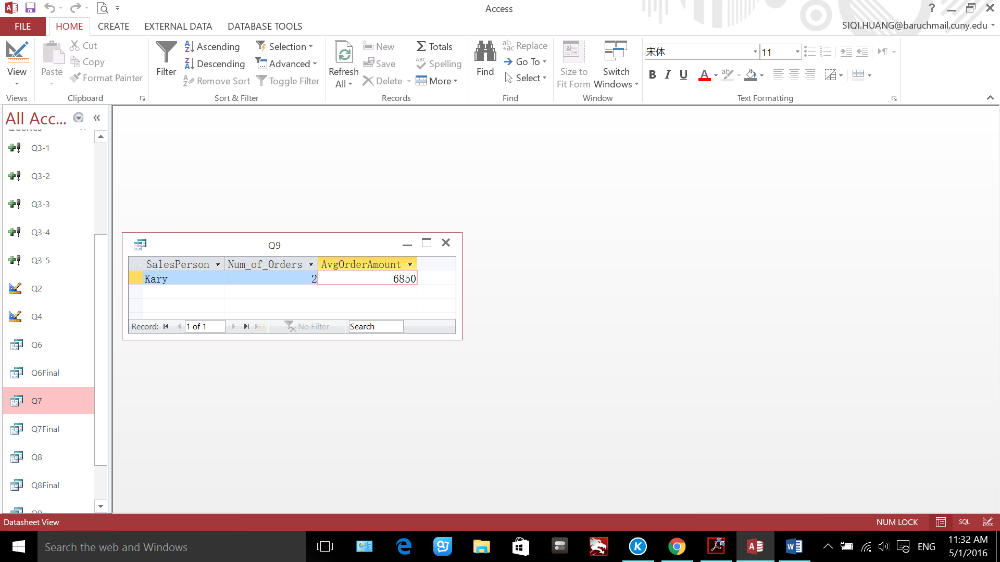 Access
?
SIQI.HUANG@baruchmail.cuny.edu
FILE HOME CREATE EXTERNAL DATA DATABASE TOOLS
View
Views
Paste
Cut
Copy
Format Painter
Clipboard
Filter
Ascending
Descending
Remove Sort
Selection
Advanced
Toggle Filter
Sort & Filter
Refresh
All
New
Save
Delete
Totals
Spelling
More
Records
Find
Replace
Go To
Select
Find
Size to
Fit Form
Switch
Windows
Window
宋体 11
B I U A
Text Formatting
All Acc...
Queries
Q3-1
Q3-2
Q3-3
Q3-4
Q3-5
Q2
Q4
Q6
Q6Final
Q7
Q7Final
Q8
Q8Final
Q9
Q9
SalesPerson Num_of_Orders AvgOrderAmount
Kary 2 6850
Record: 1 of 1 No Filter Search
Datasheet View
NUM LOCK SQL
Search the web and Windows
ENG
11:32 AM
5/1/2016